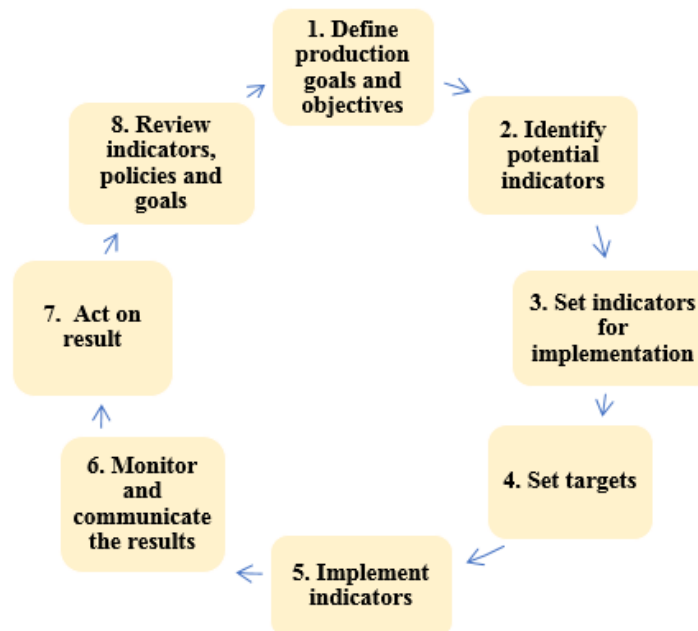 1. Define
production
goals and
objectives
2. Identify
potential
indicators
3. Set indicators
for
implementation
4. Set targets
5. Implement
indicators
6. Monitor
and
communicate
the results
7. Act on
result
8. Review
indicators,
policies and
goals